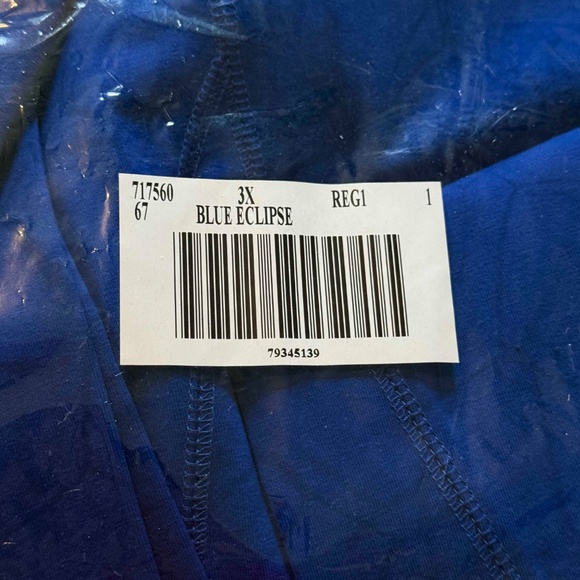 717560 3X REG1 1
67 BLUE ECLIPSE
79345139